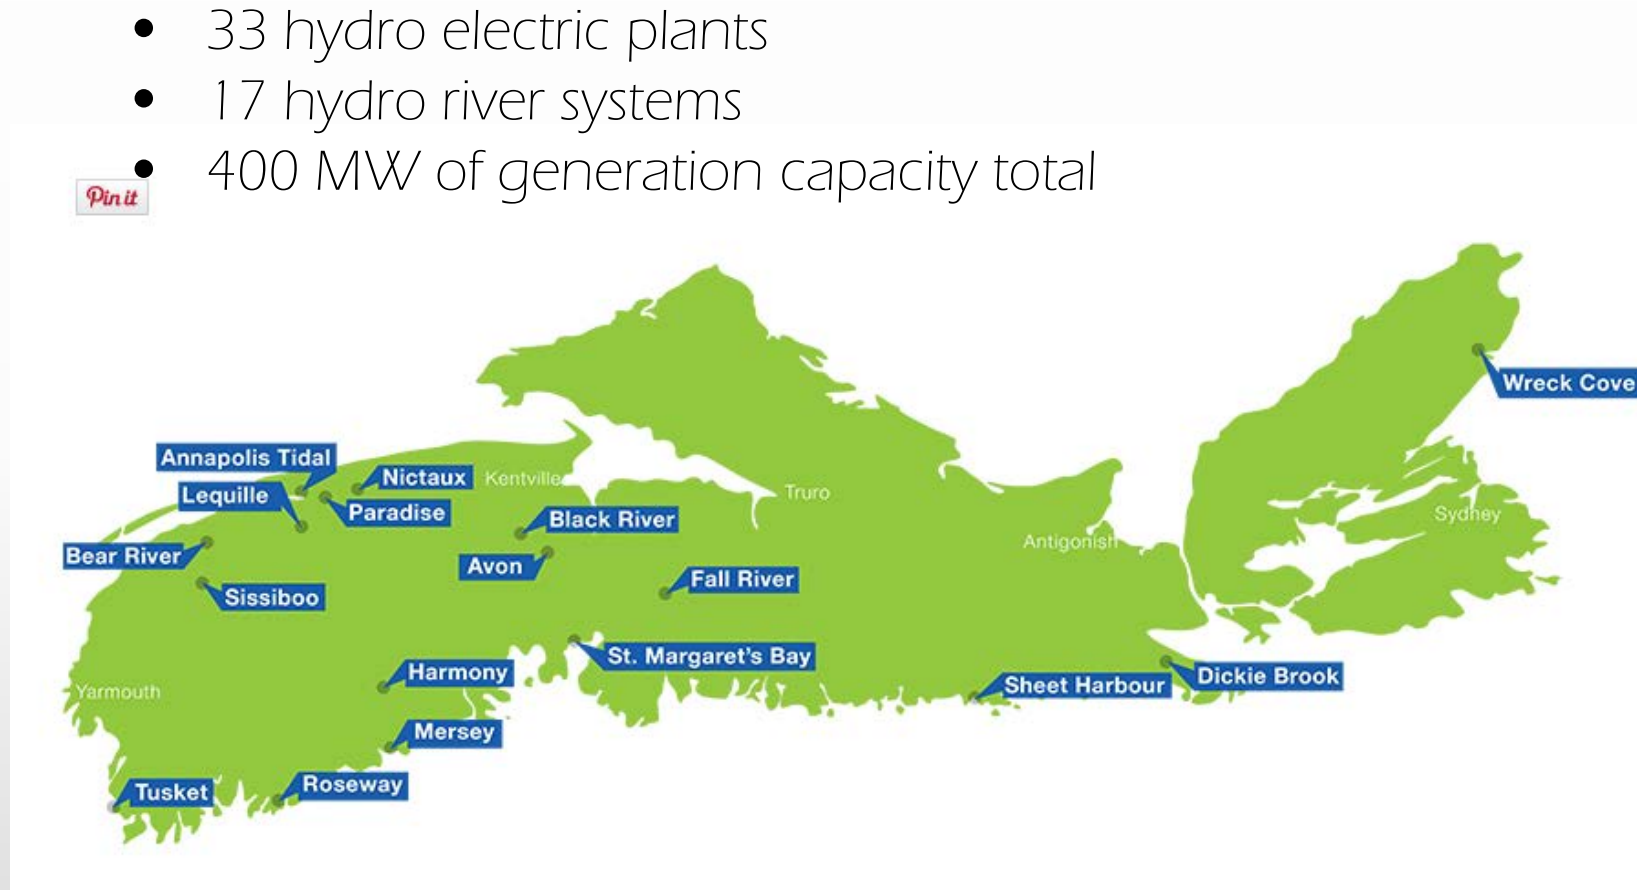 • 33 hydro electric plants
• 17 hydro river systems
• 400 MW of generation capacity total
Pin it
Wreck Cove
Annapolis Tidal
Nictaux
Kentville
Lequille
Truro
Paradise
Black River
Sydney
Antigonish
Bear River
Avon
Fall River
Sissiboo
St. Margaret's Bay
Harmony
Dickie Brook
Sheet Harbour
Yarmouth
Mersey
Roseway
Tusket